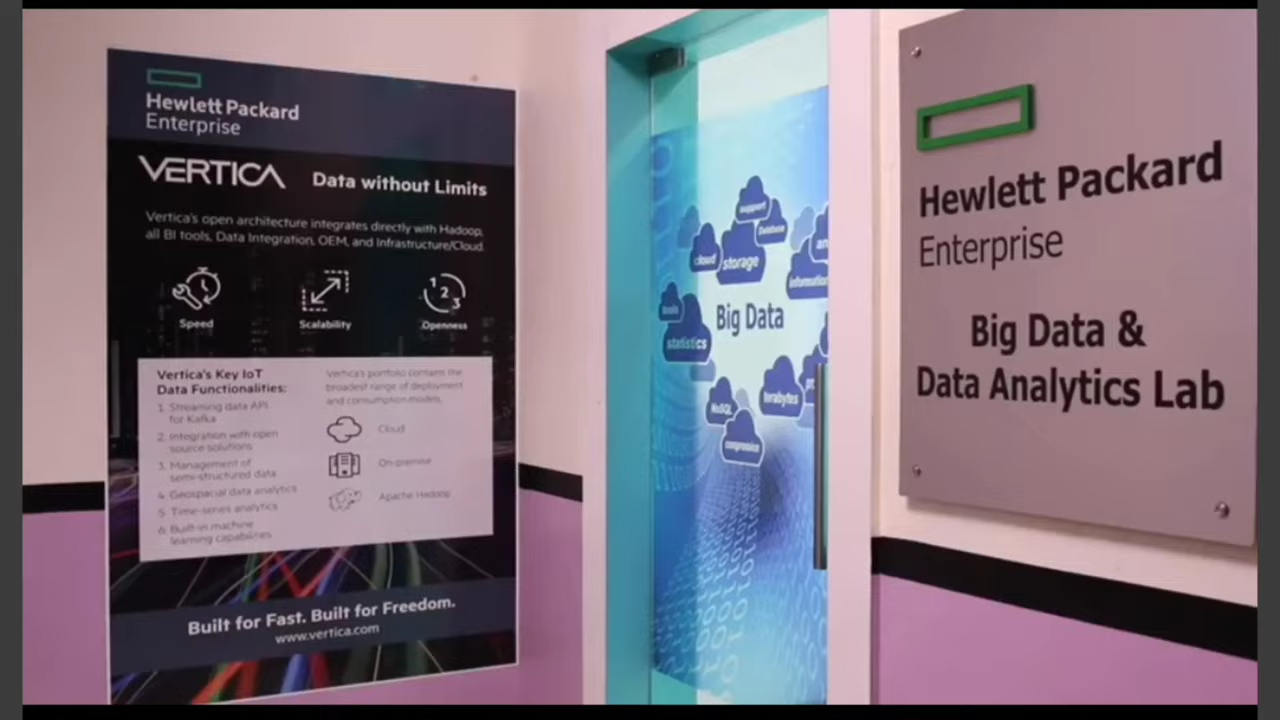 Hewlett Packard
Enterprise
VERTICA
Data without Limits
Vertica's open architecture integrates directly with Hadoop,
all BI tools, Data Integration, OEM, and Infrastructure/Cloud.
Speed
Scalability
1 2 3
Openness
Vertica's Key IoT
Data Functionalities:
1. Streaming data API
for Kafka
2. Integration with open
source solutions
3. Management of
semi-structured data
4. Geospacial data analytics
5. Time-series analytics
6. Built-in machine
learning capabilities
Vertica's portfolio contains the
broadest range of deployment
and consumption models.
Cloud
On-premise
Apache Hadoop
Built for Fast. Built for Freedom.
www.vertica.com
support
Database
cloud
storage
information
tools
statistics
Big Data
NoSQL
terabytes
compression
Hewlett Packard
Enterprise
Big Data &
Data Analytics Lab